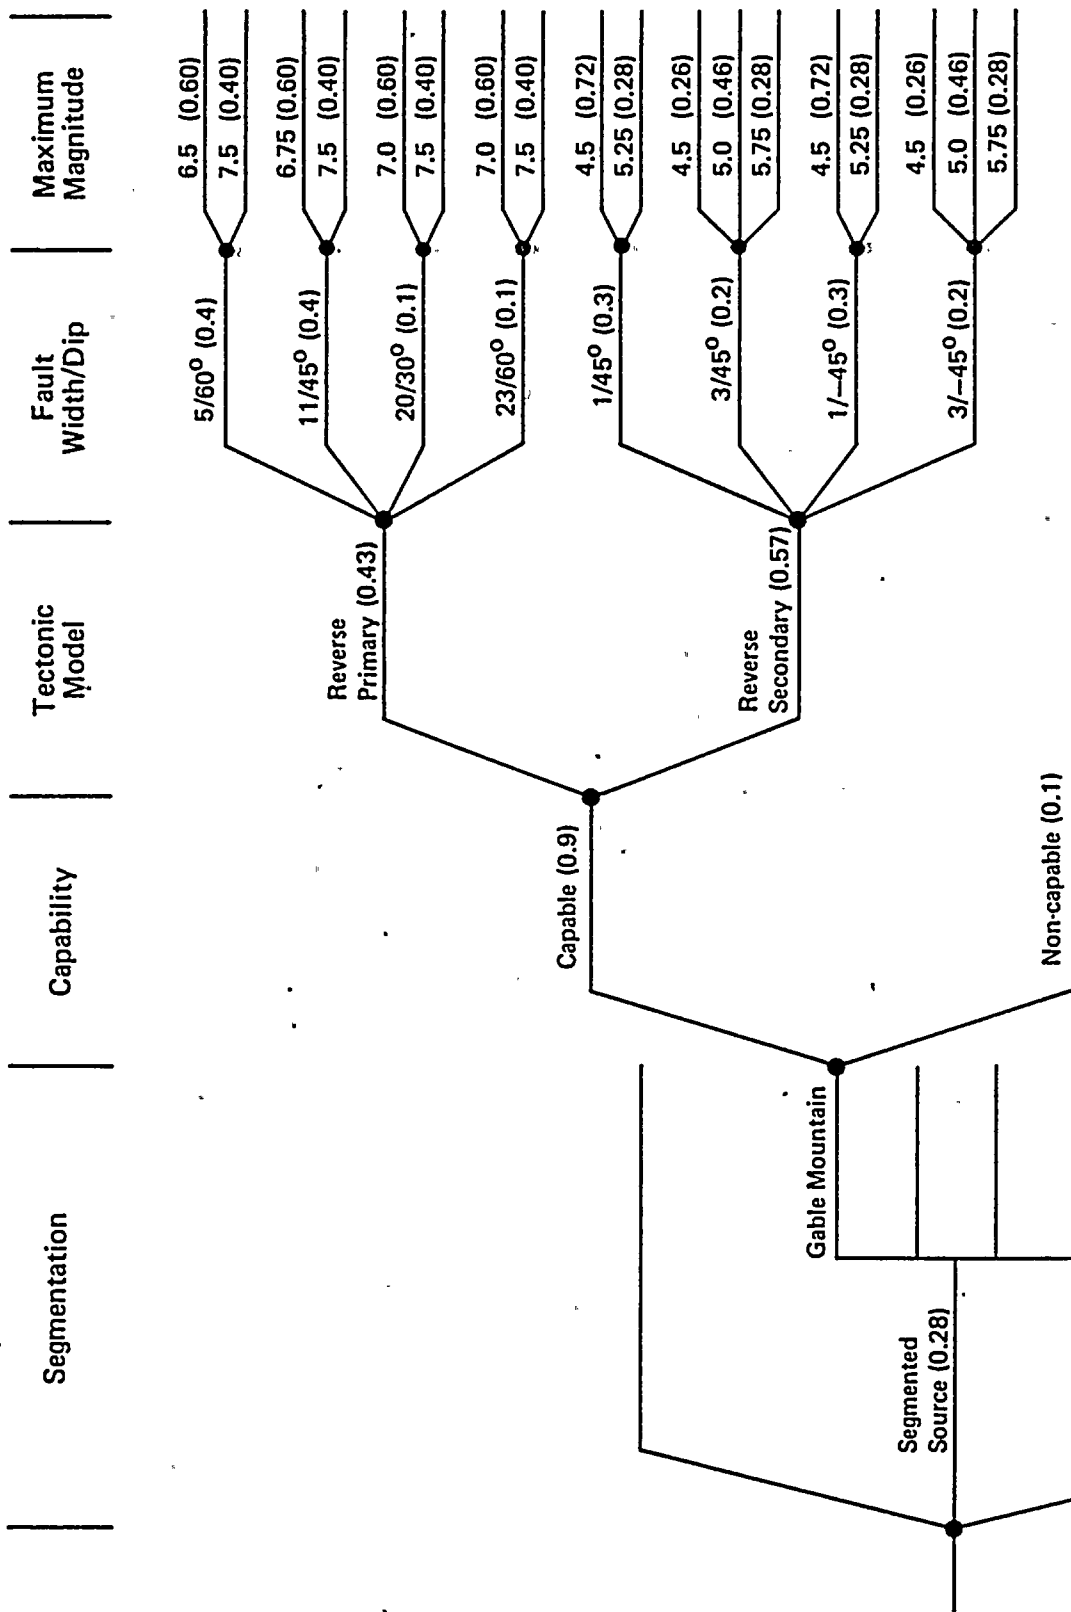 Segmentation
Capability
Tectonic
Model
Fault
Width/Dip
Maximum
Magnitude
Segmented
Source (0.28)
Gable Mountain
Capable (0.9)
Non-capable (0.1)
Reverse
Primary (0.43)
Reverse
Secondary (0.57)
5/60° (0.4)
11/45° (0.4)
20/30° (0.1)
23/60° (0.1)
1/45° (0.3)
3/45° (0.2)
1/–45° (0.3)
3/–45° (0.2)
6.5 (0.60)
7.5 (0.40)
6.75 (0.60)
7.5 (0.40)
7.0 (0.60)
7.5 (0.40)
7.0 (0.60)
7.5 (0.40)
4.5 (0.72)
5.25 (0.28)
4.5 (0.26)
5.0 (0.46)
5.75 (0.28)
4.5 (0.72)
5.25 (0.28)
4.5 (0.26)
5.0 (0.46)
5.75 (0.28)